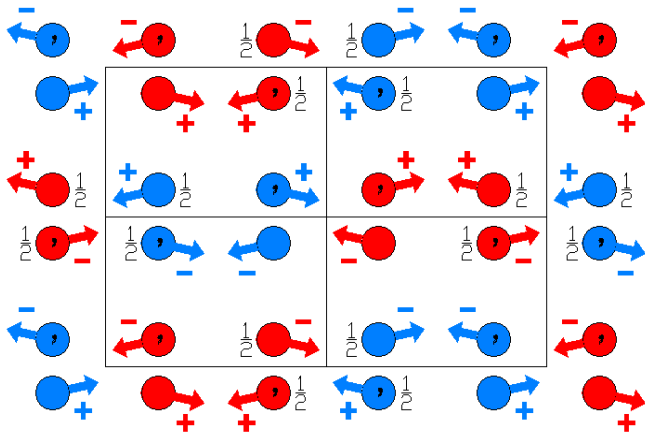 − − − − − −
, , 1/2 1/2 , ,
, 1/2 , 1/2
+ + + + + +
+ + + + + +
1/2 1/2 , , 1/2 1/2
1/2 , 1/2 , 1/2 , 1/2 ,
− − − − − −
− − − − − −
, , 1/2 1/2 , ,
, 1/2 , 1/2
+ + + + + +